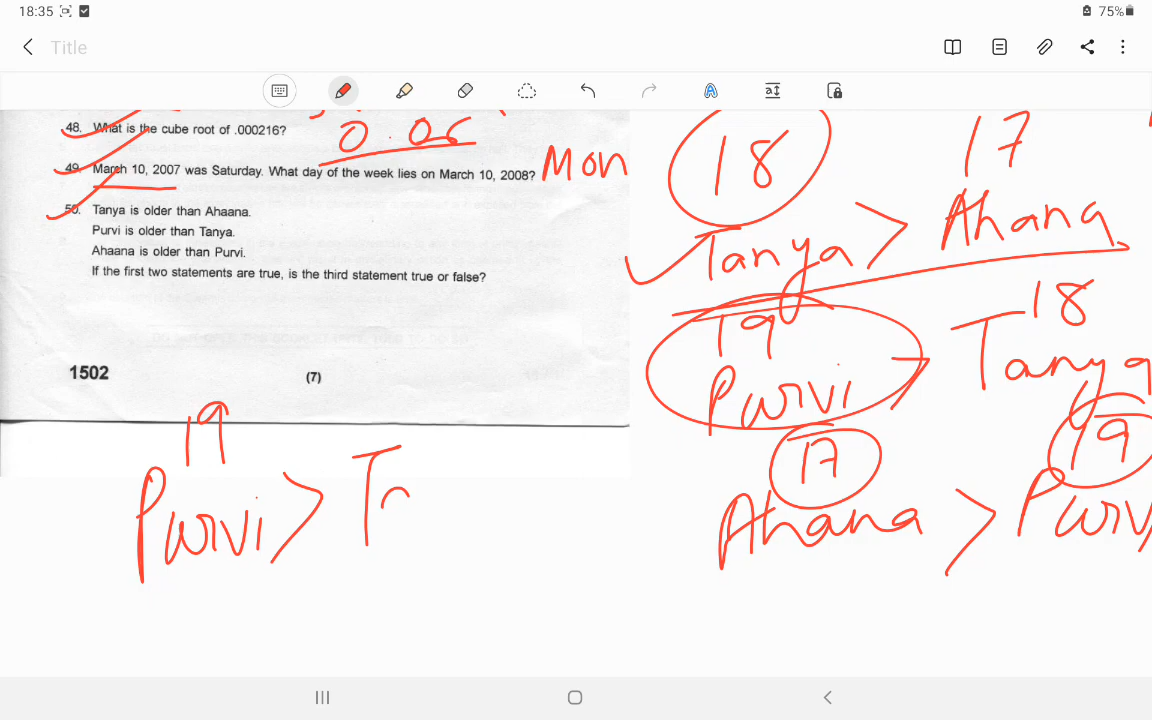 18:35
75%
Title
48. What is the cube root of .000216?
0.06
49. March 10, 2007 was Saturday. What day of the week lies on March 10, 2008? Mon
50. Tanya is older than Ahaana.
Purvi is older than Tanya.
Ahaana is older than Purvi.
If the first two statements are true, is the third statement true or false?
1502
(7)
18 17
Tanya > Ahana
19 18
Purvi > Tanya
17 19
Ahana > Purvi
19
Purvi > Ta